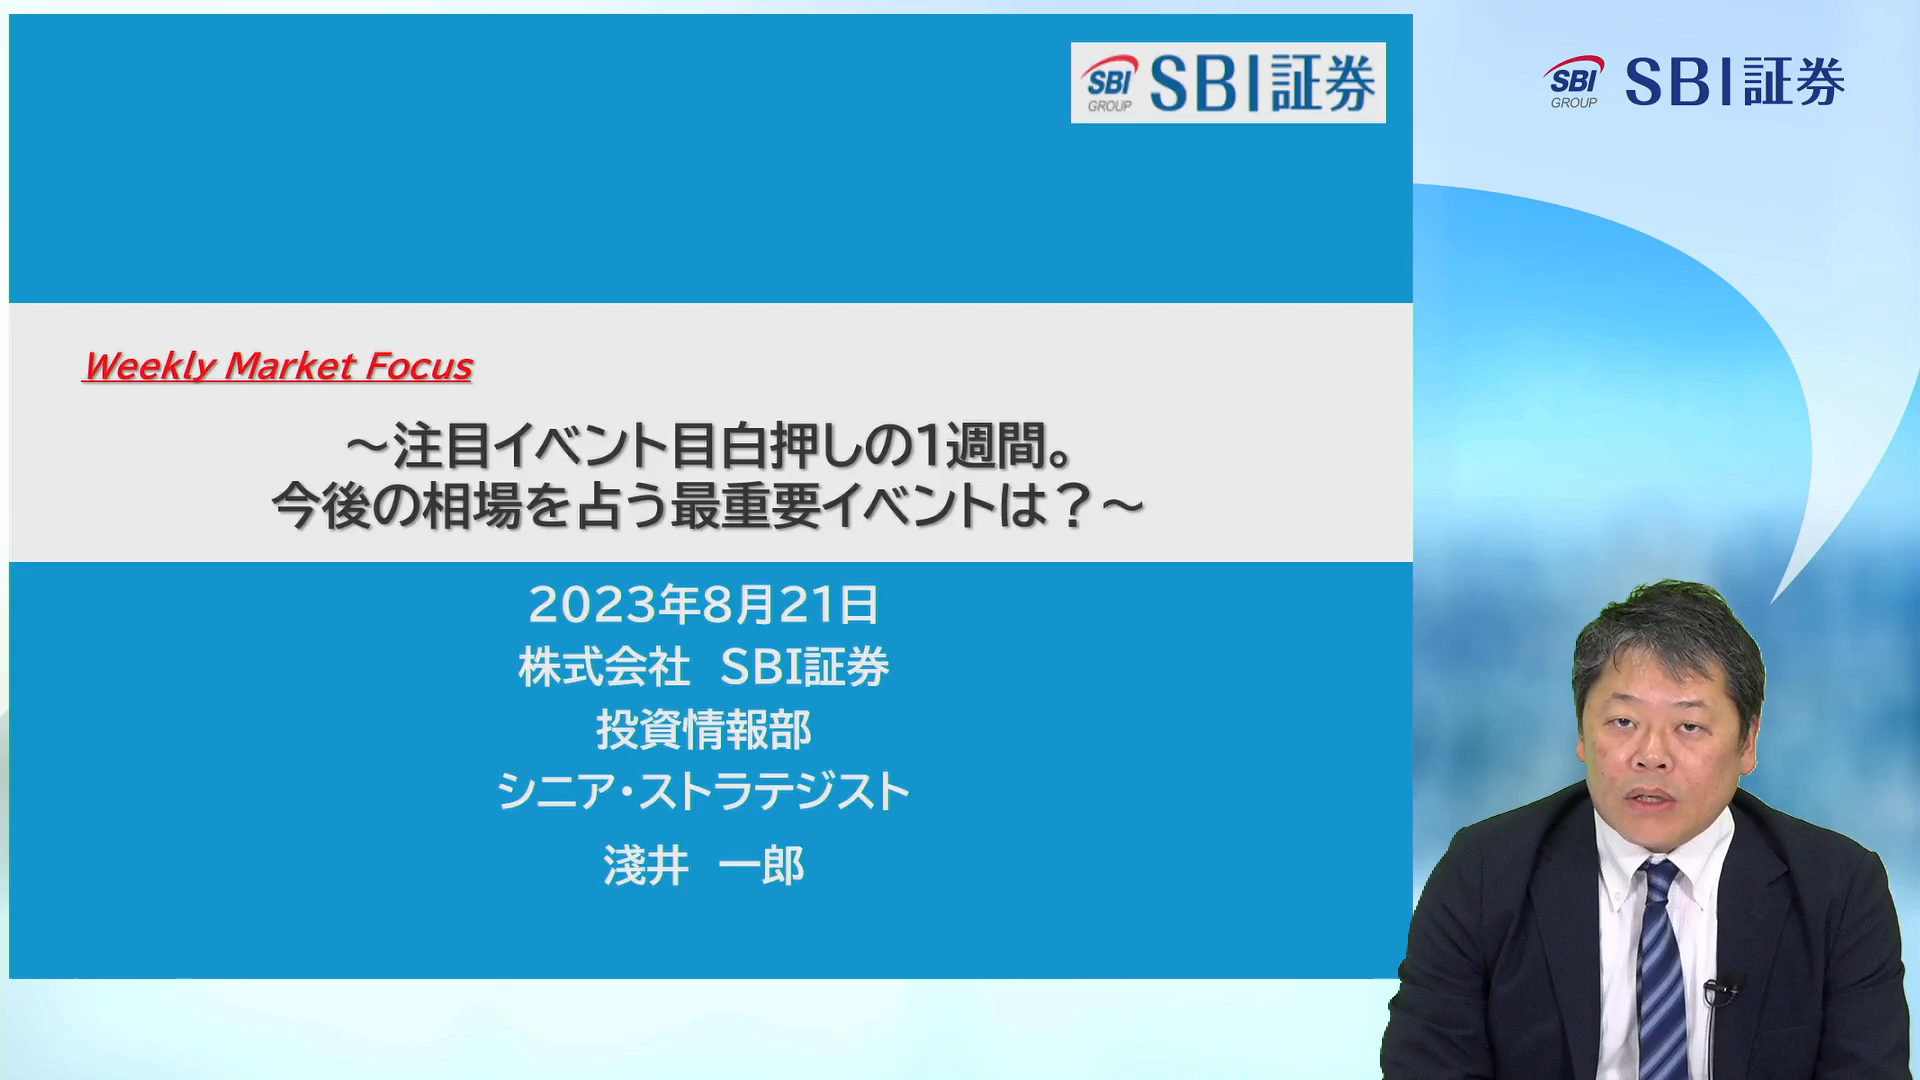 SBI GROUP SBI証券
SBI GROUP SBI証券
Weekly Market Focus
～注目イベント目白押しの1週間。
今後の相場を占う最重要イベントは？～
2023年8月21日
株式会社　SBI証券
投資情報部
シニア・ストラテジスト
淺井　一郎